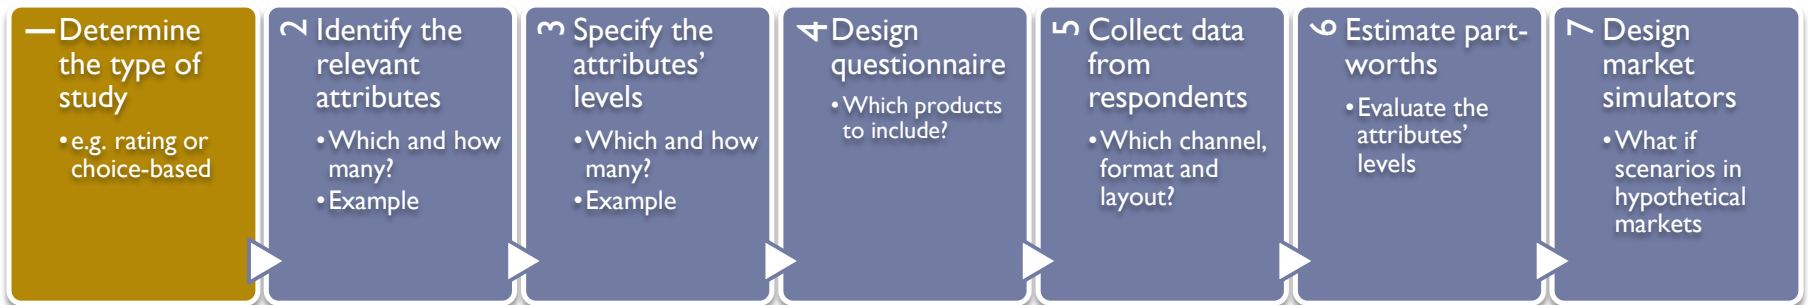 1
Determine
the type of
study
•e.g. rating or
choice-based
2
Identify the
relevant
attributes
•Which and how
many?
•Example
3
Specify the
attributes'
levels
•Which and how
many?
•Example
4
Design
questionnaire
•Which products
to include?
5
Collect data
from
respondents
•Which channel,
format and
layout?
6
Estimate part-
worths
•Evaluate the
attributes'
levels
7
Design
market
simulators
•What if
scenarios in
hypothetical
markets